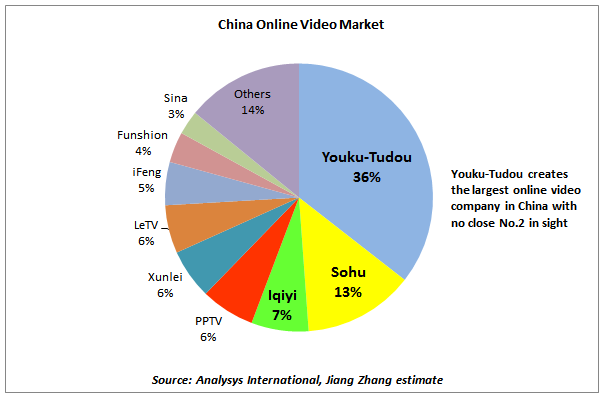 China Online Video Market
Youku-Tudou
36%
Sohu
13%
Iqiyi
7%
PPTV
6%
Xunlei
6%
LeTV
6%
iFeng
5%
Funshion
4%
Sina
3%
Others
14%
Youku-Tudou creates
the largest online video
company in China with
no close No.2 in sight
Source: Analysys International, Jiang Zhang estimate